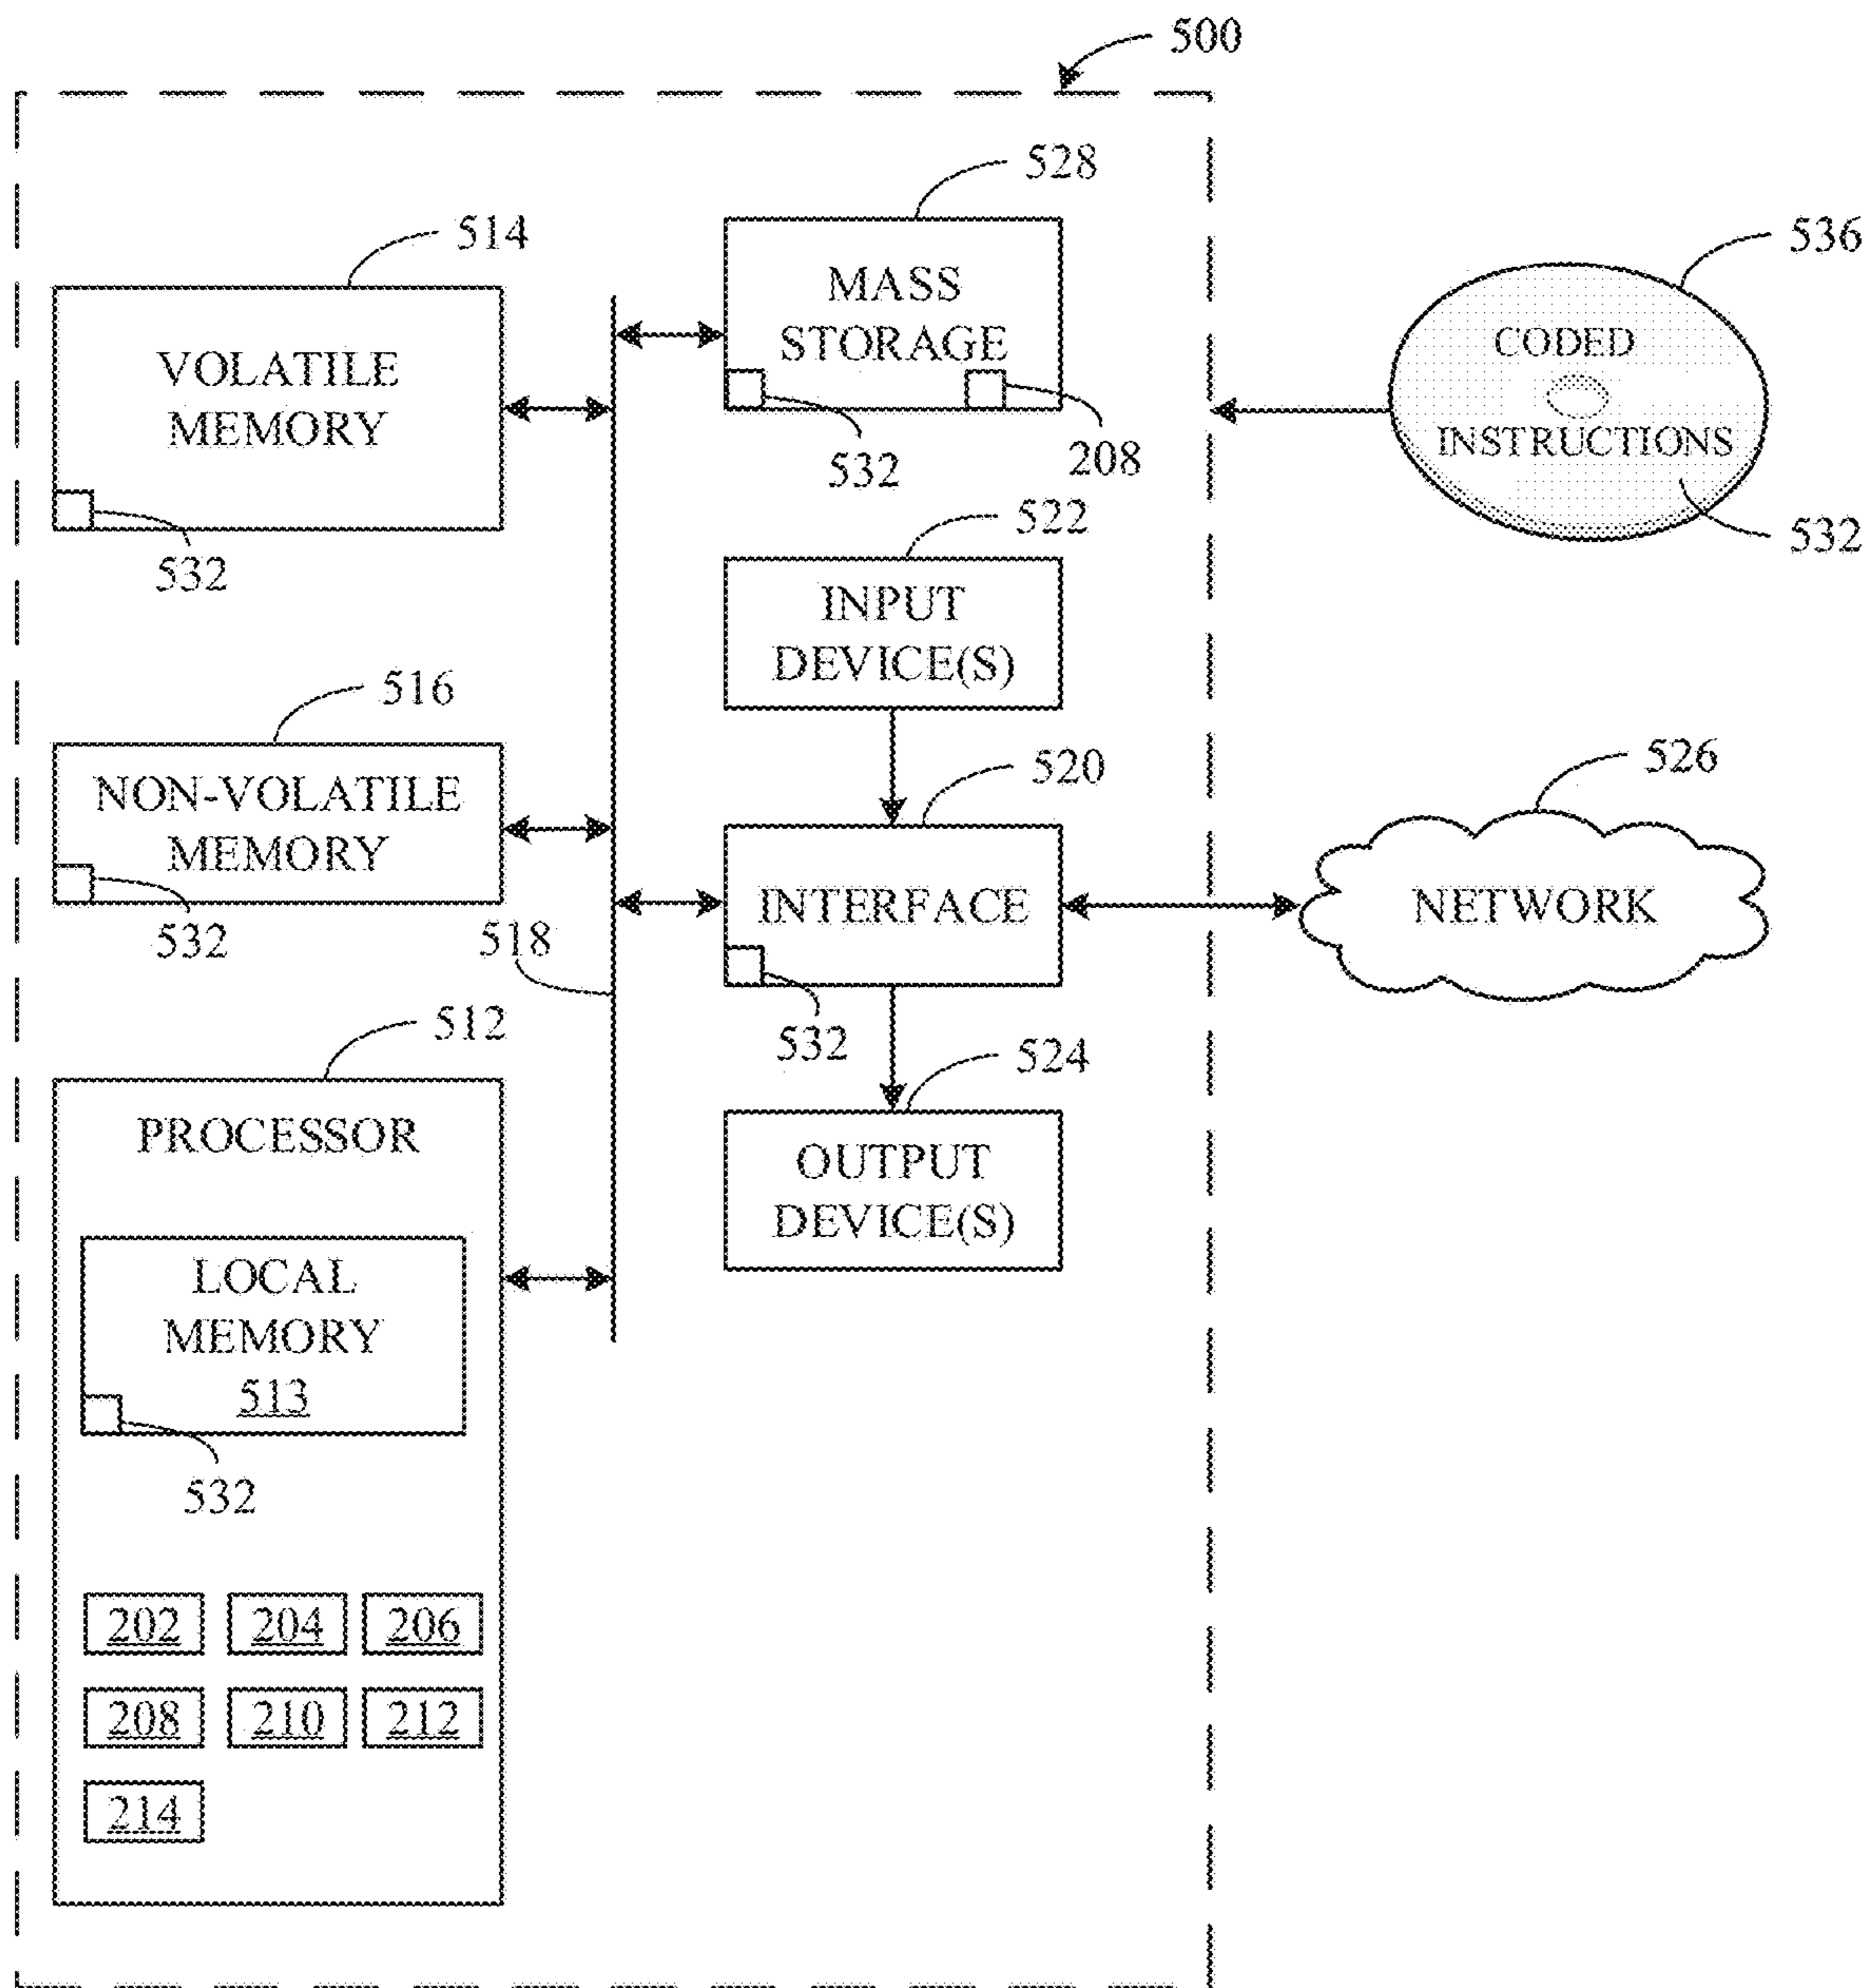 500
528
514
536
MASS
STORAGE
VOLATILE
MEMORY
CODED
INSTRUCTIONS
532
208
532
532
522
INPUT
DEVICE(S)
516
520
526
NON-VOLATILE
MEMORY
INTERFACE
NETWORK
532
518
512
532
524
PROCESSOR
OUTPUT
DEVICE(S)
LOCAL
MEMORY
513
532
202 204 206
208 210 212
214